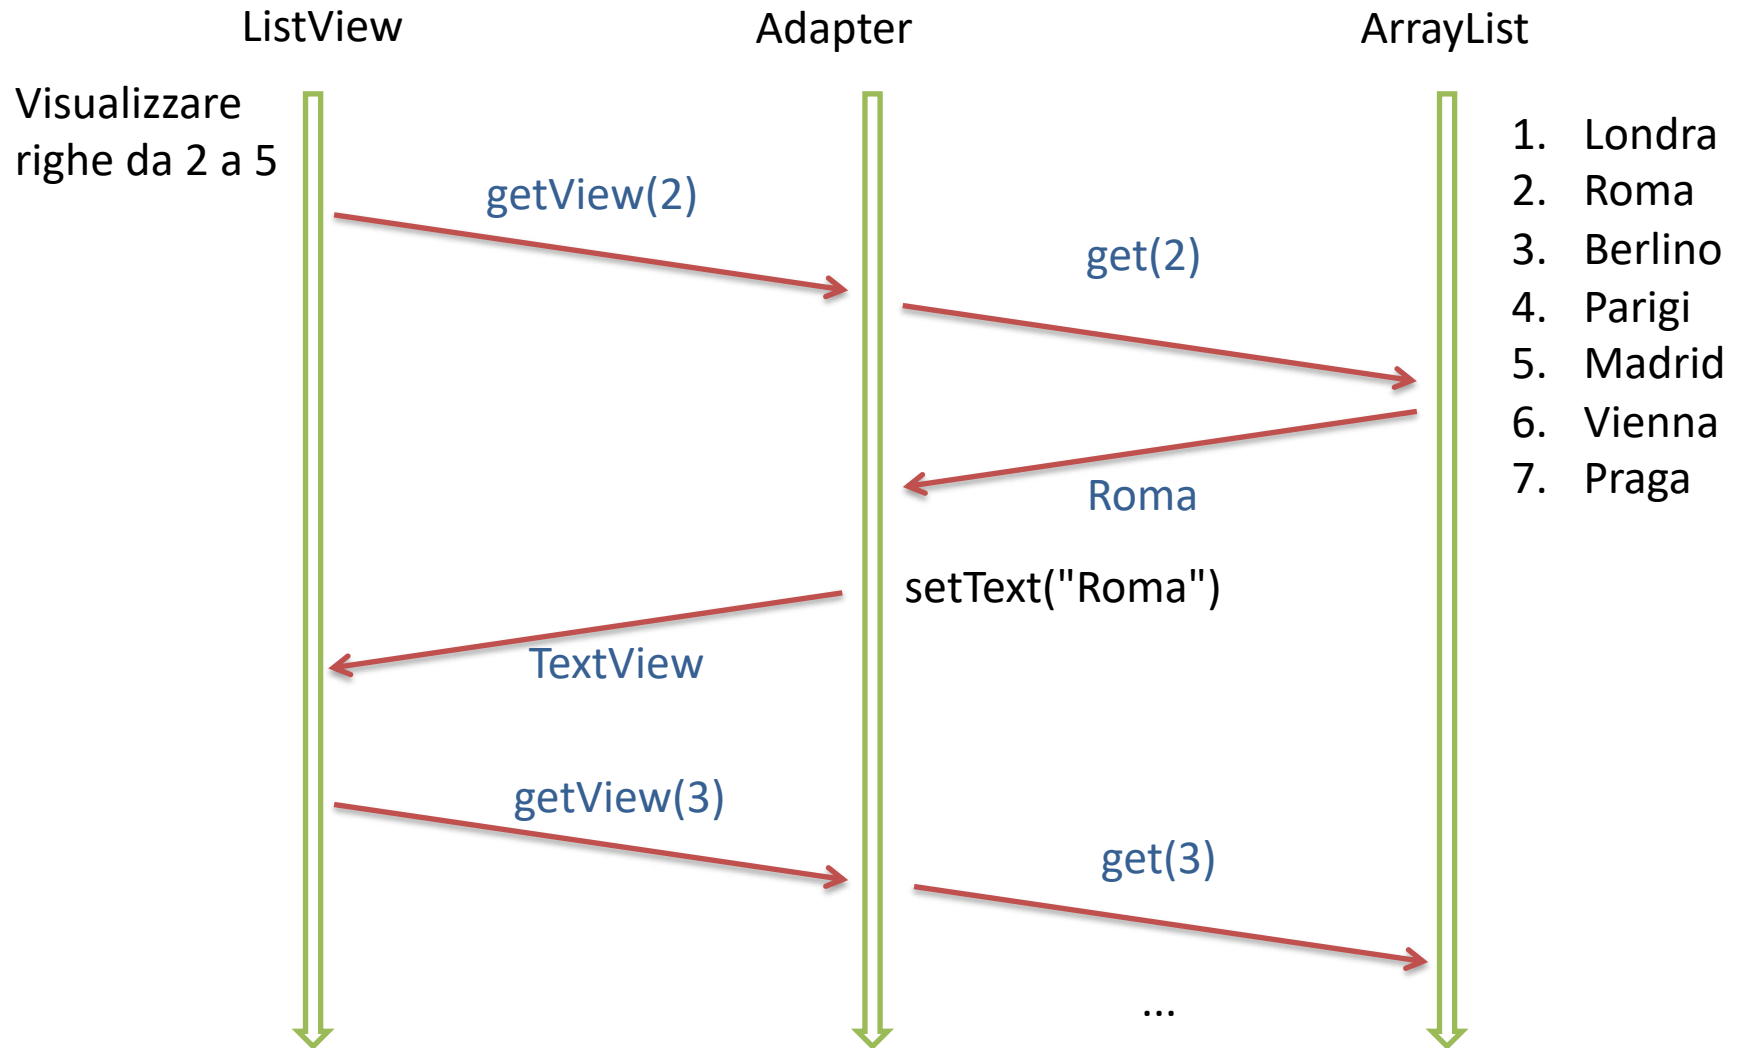 ListView
Adapter
ArrayList
Visualizzare
righe da 2 a 5
1. Londra
2. Roma
3. Berlino
4. Parigi
5. Madrid
6. Vienna
7. Praga
getView(2)
get(2)
Roma
setText("Roma")
TextView
getView(3)
get(3)
...